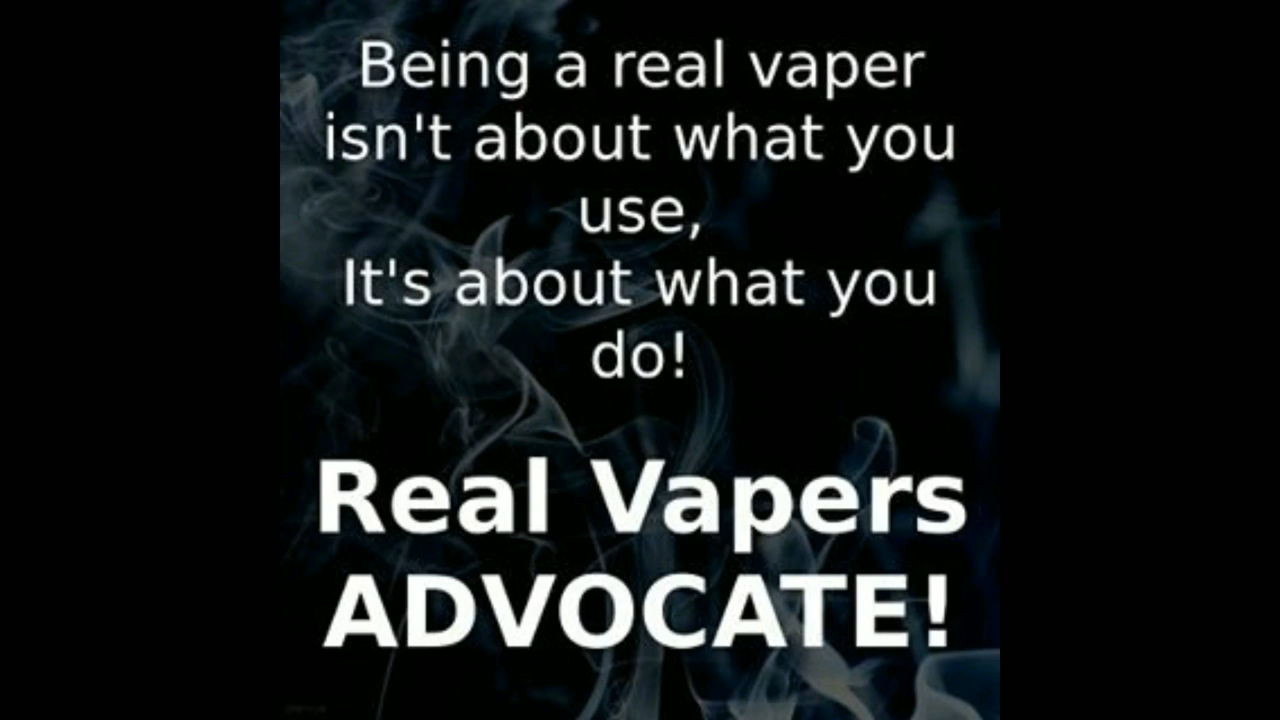 Being a real vaper
isn't about what you
use,
It's about what you
do!
Real Vapers
ADVOCATE!